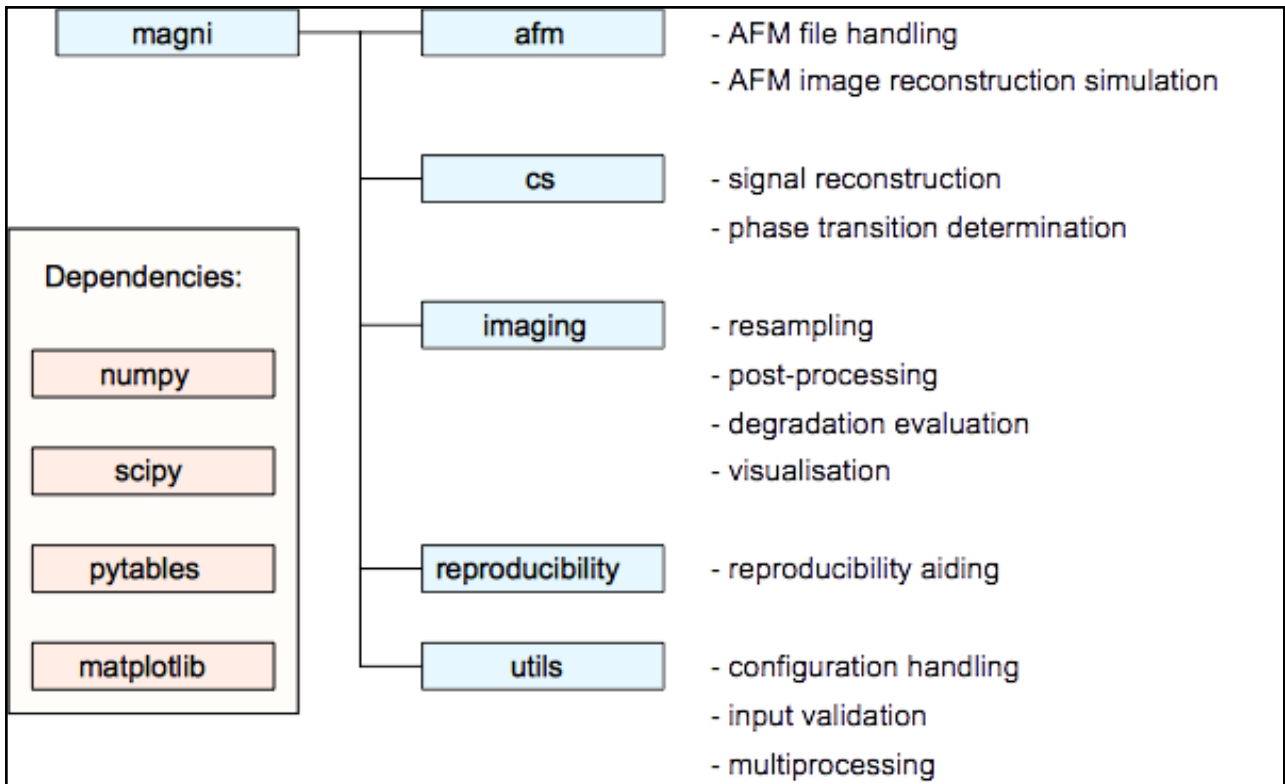 magni
afm
- AFM file handling
- AFM image reconstruction simulation
cs
- signal reconstruction
- phase transition determination
imaging
- resampling
- post-processing
- degradation evaluation
- visualisation
reproducibility
- reproducibility aiding
utils
- configuration handling
- input validation
- multiprocessing
Dependencies:
numpy
scipy
pytables
matplotlib